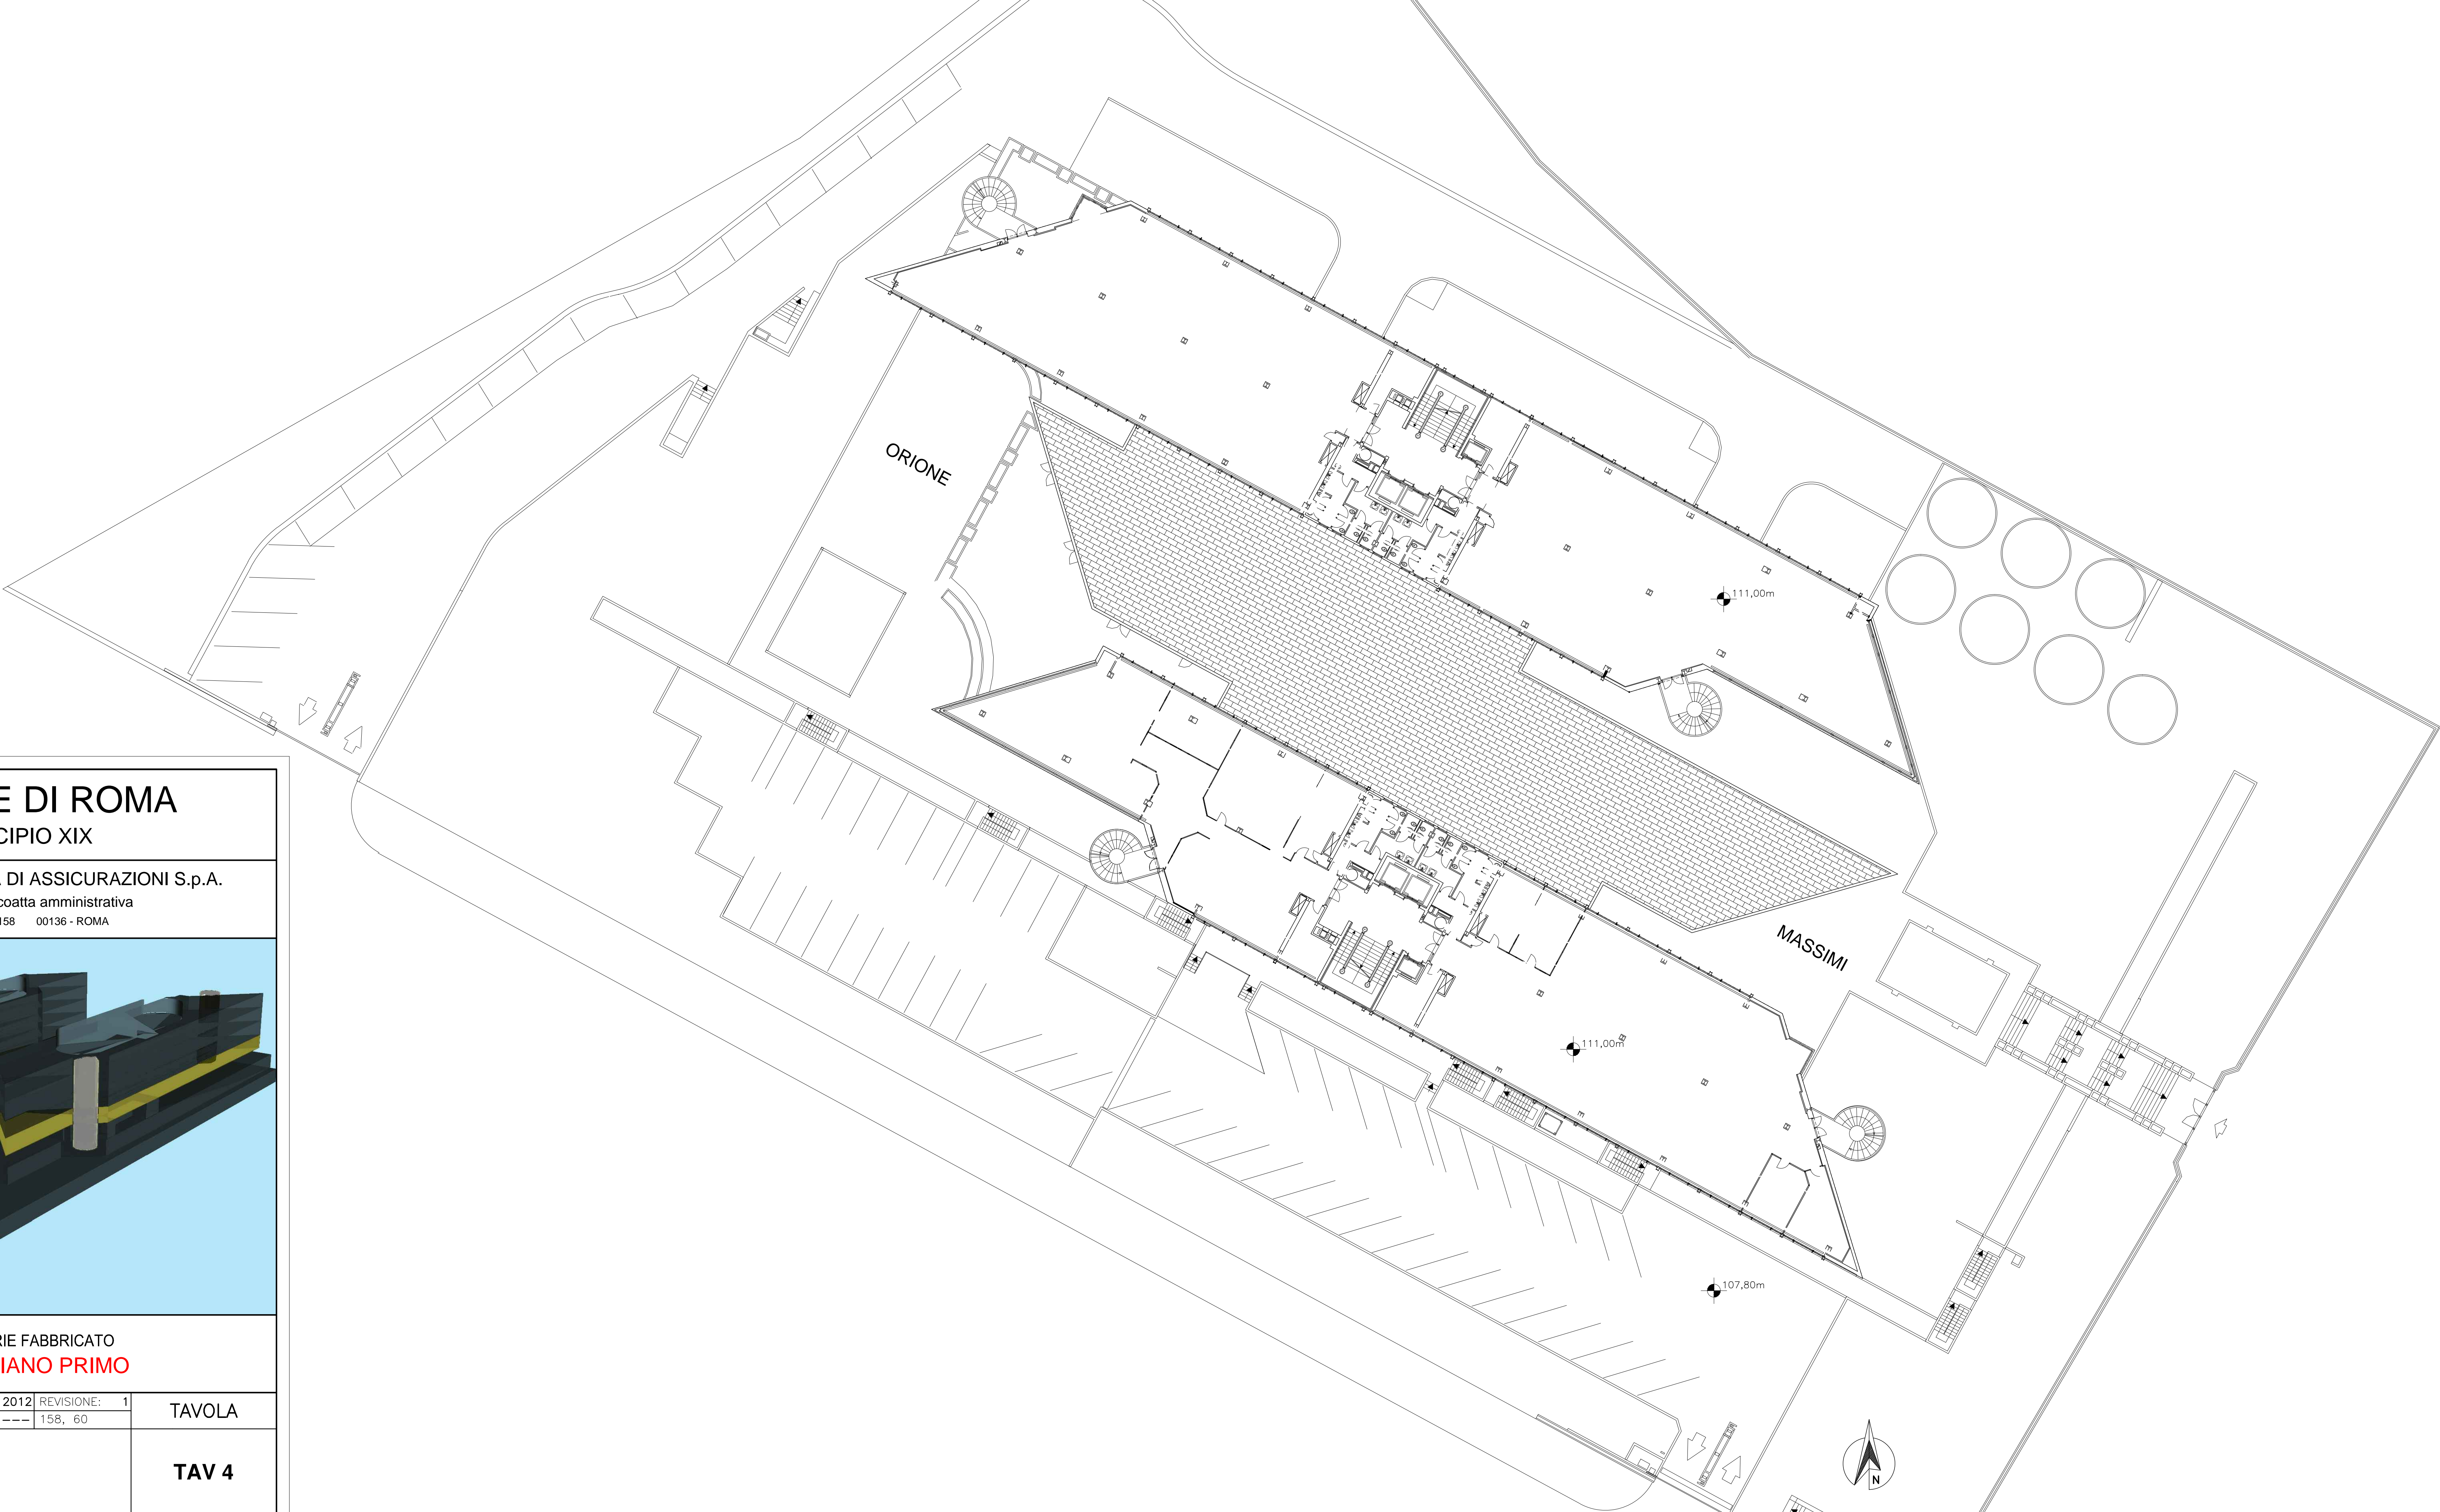 ORIONE
111,00m
MASSIMI
111,00m
107,80m
N
E DI ROMA
CIPIO XIX
. DI ASSICURAZIONI S.p.A.
coatta amministrativa
158 00136 - ROMA
RIE FABBRICATO
IANO PRIMO
2012 REVISIONE: 1
--- 158, 60
TAVOLA
TAV 4